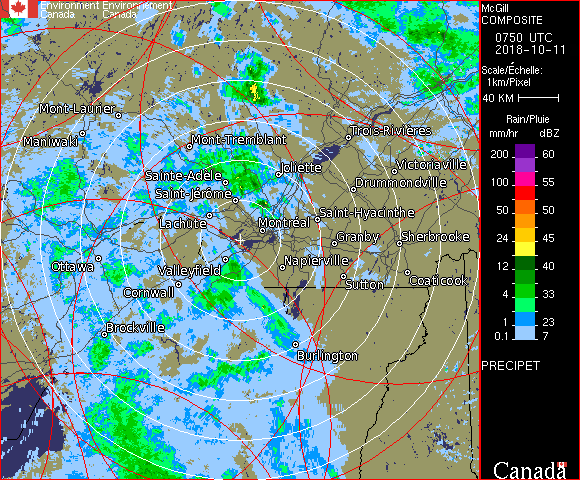 Environment Environnement
Canada Canada
McGill
COMPOSITE
0750 UTC
2018-10-11
Scale/Échelle:
1km/Pixel
40 KM
Rain/Pluie
mm/hr dBZ
200 60
100 55
50 50
24 45
12 40
4 33
1 23
0.1 7
PRECIPET
Mont-Laurier
Maniwaki
Mont-Tremblant
Trois-Rivières
Sainte-Adèle
Joliette
Victoriaville
Saint-Jérôme
Drummondville
Lachute
Montréal
Saint-Hyacinthe
Granby
Sherbrooke
Ottawa
Valleyfield
Napierville
Cornwall
Sutton
Coaticook
Brockville
Burlington
Canada